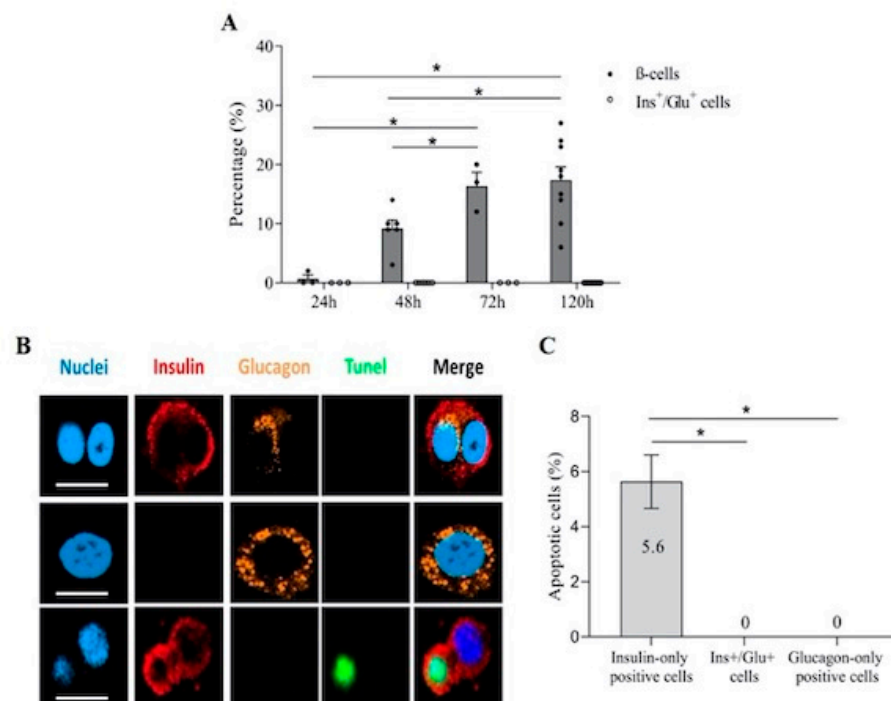 A
40
30
20
10
0
Percentage (%)
*
*
*
*
24h
48h
72h
120h
ß-cells
Ins+/Glu+ cells
B
Nuclei Insulin Glucagon Tunel Merge
C
8
6
4
2
0
Apoptotic cells (%)
*
*
5.6
0
0
Insulin-only
positive cells
Ins+/Glu+
cells
Glucagon-only
positive cells